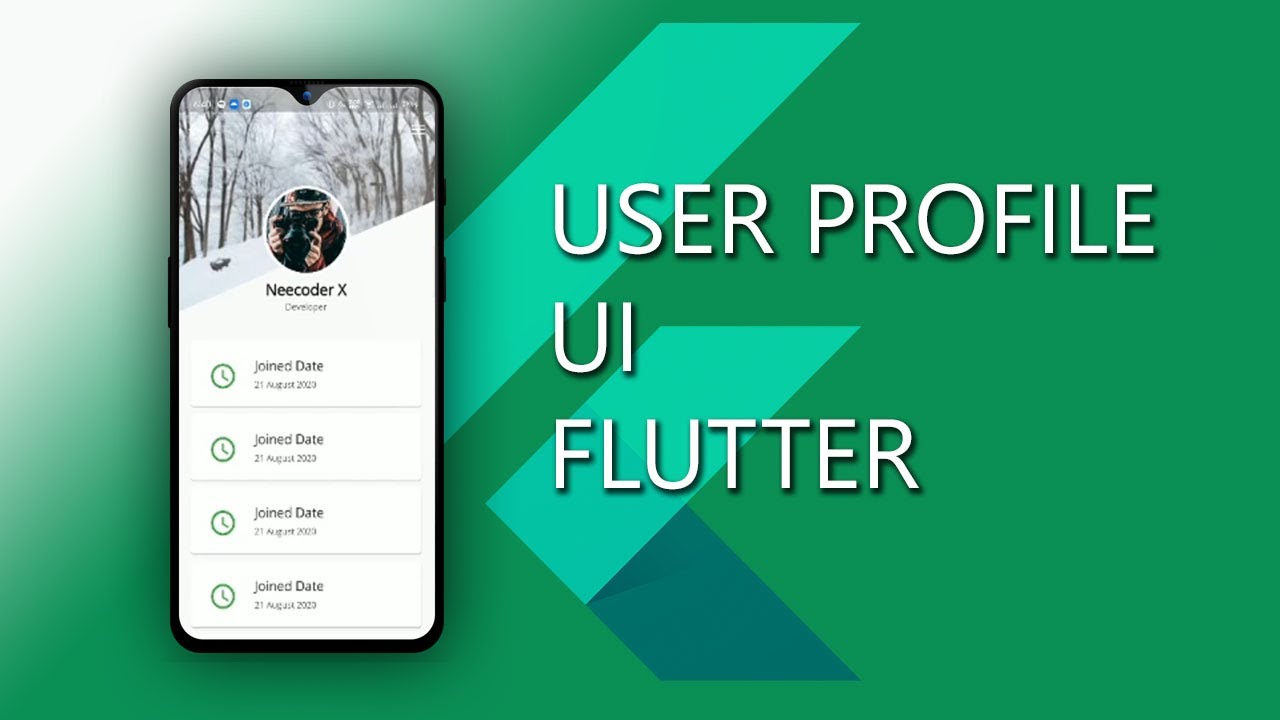 Neecoder X
Developer
Joined Date
21 August 2020
Joined Date
21 August 2020
Joined Date
21 August 2020
Joined Date
21 August 2020
USER PROFILE
UI
FLUTTER